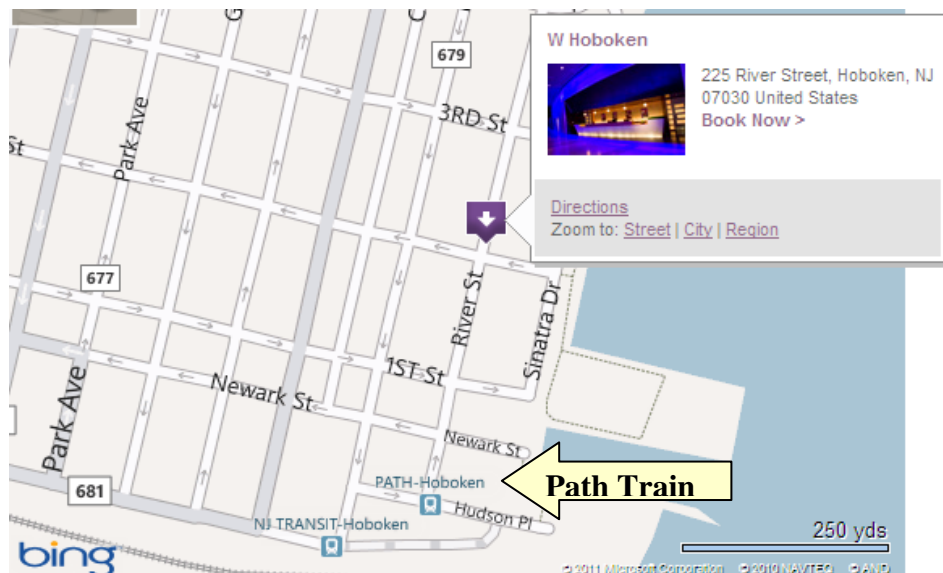 W Hoboken
225 River Street, Hoboken, NJ
07030 United States
Book Now >
Directions
Zoom to: Street | City | Region
679
3RD St
St
Park Ave
677
River St
Sinatra Dr
1ST St
Newark St
Park Ave
Newark St
PATH-Hoboken
Path Train
681
Hudson Pl
NJ TRANSIT-Hoboken
250 yds
bing
© 2011 Microsoft Corporation © 2010 NAVTEQ © AND